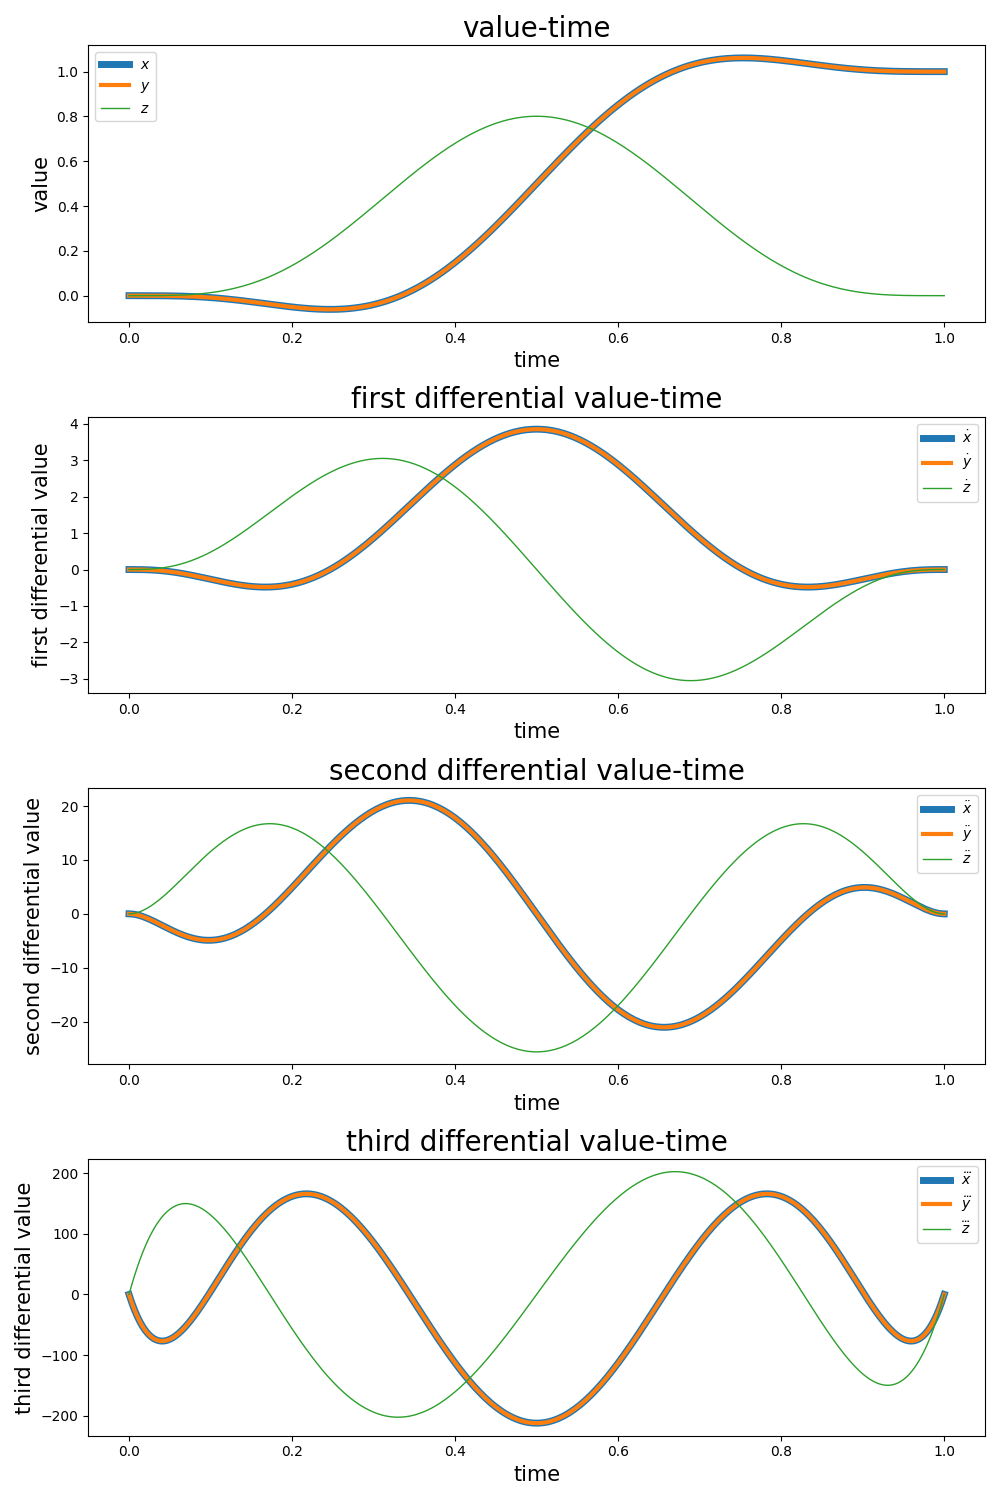 value-time
x
y
z
value
1.0
0.8
0.6
0.4
0.2
0.0
0.0 0.2 0.4 0.6 0.8 1.0
time
first differential value-time
ẋ
ẏ
ż
first differential value
4
3
2
1
0
−1
−2
−3
0.0 0.2 0.4 0.6 0.8 1.0
time
second differential value-time
ẍ
ÿ
z̈
second differential value
20
10
0
−10
−20
0.0 0.2 0.4 0.6 0.8 1.0
time
third differential value-time
x⃛
y⃛
z⃛
third differential value
200
100
0
−100
−200
0.0 0.2 0.4 0.6 0.8 1.0
time